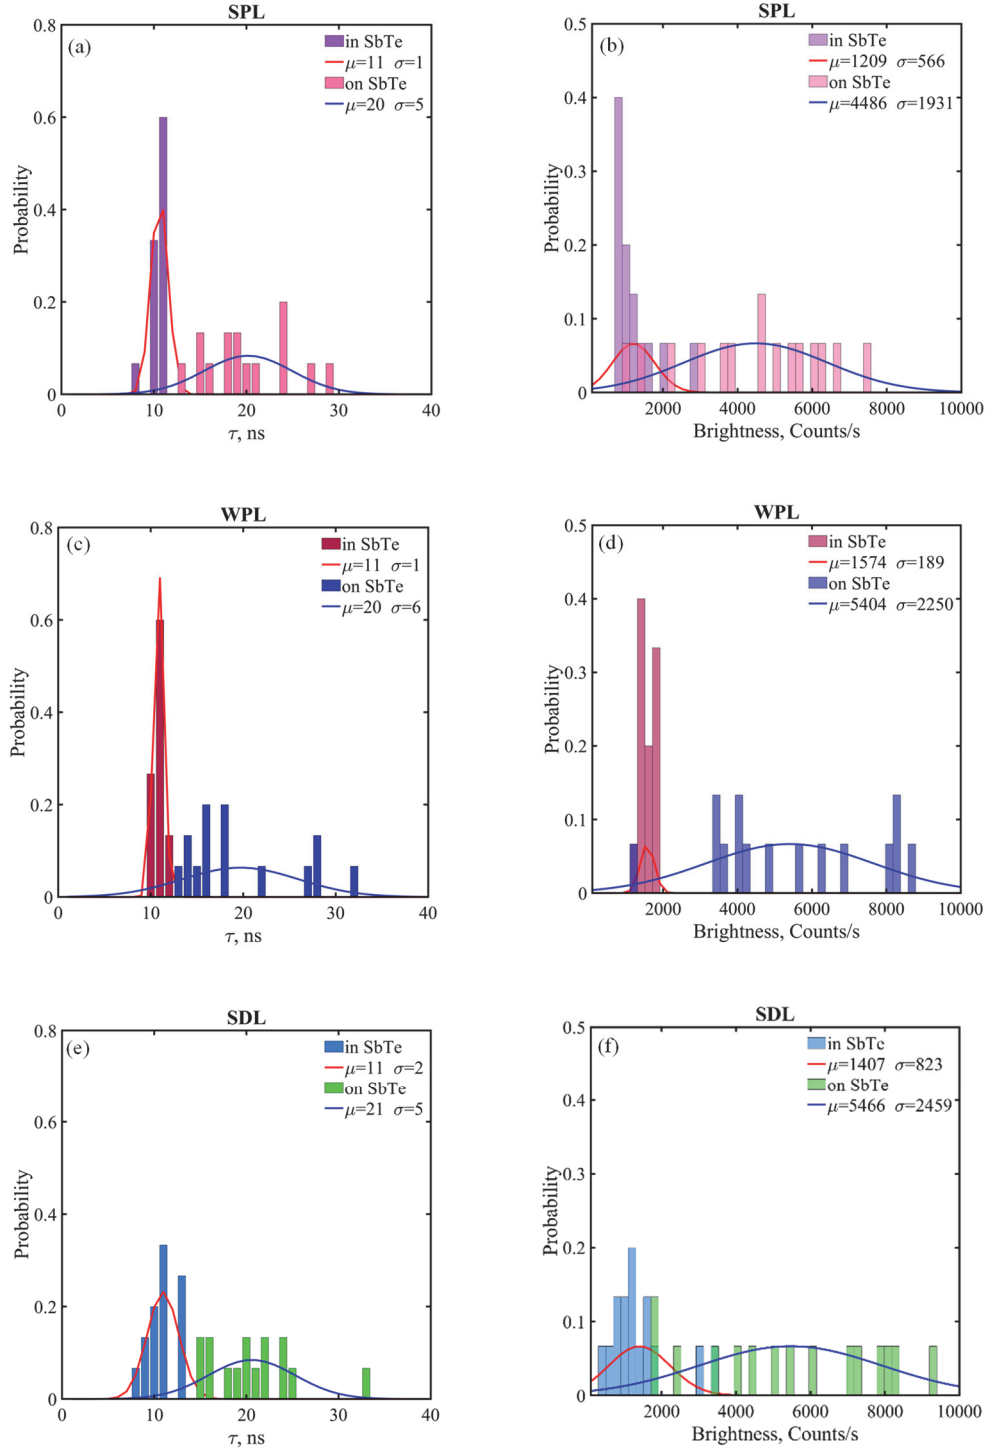 SPL
(a)
in SbTe
μ=11 σ=1
on SbTe
μ=20 σ=5
0.8
0.6
0.4
0.2
0
Probability
0 10 20 30 40
τ, ns
SPL
(b)
in SbTe
μ=1209 σ=566
on SbTe
μ=4486 σ=1931
0.5
0.4
0.3
0.2
0.1
0
Probability
2000 4000 6000 8000 10000
Brightness, Counts/s
WPL
(c)
in SbTe
μ=11 σ=1
on SbTe
μ=20 σ=6
0.8
0.6
0.4
0.2
0
Probability
0 10 20 30 40
τ, ns
WPL
(d)
in SbTe
μ=1574 σ=189
on SbTe
μ=5404 σ=2250
0.5
0.4
0.3
0.2
0.1
0
Probability
2000 4000 6000 8000 10000
Brightness, Counts/s
SDL
(e)
in SbTe
μ=11 σ=2
on SbTe
μ=21 σ=5
0.8
0.6
0.4
0.2
0
Probability
0 10 20 30 40
τ, ns
SDL
(f)
in SbTe
μ=1407 σ=823
on SbTe
μ=5466 σ=2459
0.5
0.4
0.3
0.2
0.1
0
Probability
2000 4000 6000 8000 10000
Brightness, Counts/s